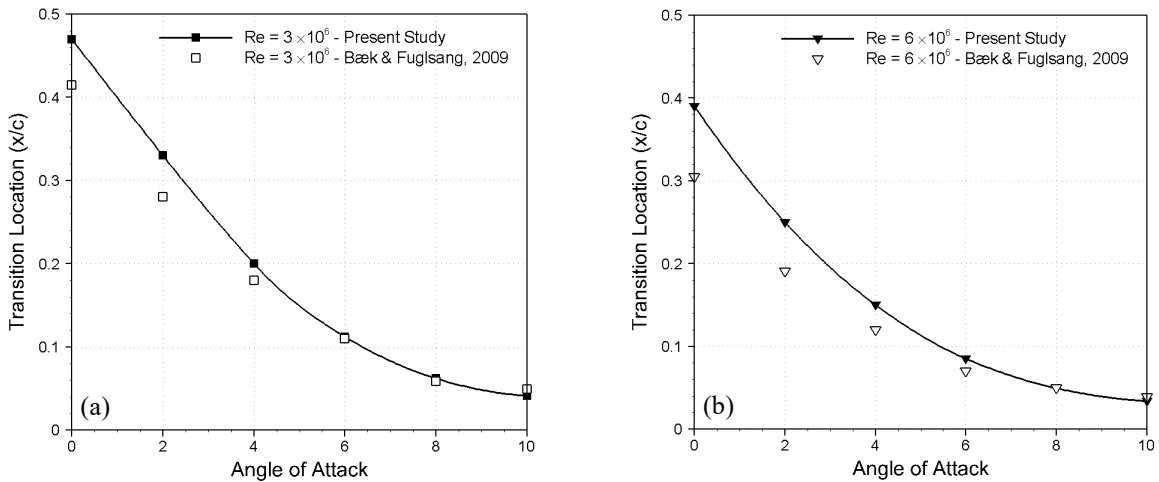 0.5
0.4
0.3
0.2
0.1
0
Transition Location (x/c)
Re = 3 ×10⁶ - Present Study
Re = 3 ×10⁶ - Bæk & Fuglsang, 2009
(a)
0 2 4 6 8 10
Angle of Attack
0.5
0.4
0.3
0.2
0.1
0
Transition Location (x/c)
Re = 6 ×10⁶ - Present Study
Re = 6 ×10⁶ - Bæk & Fuglsang, 2009
(b)
0 2 4 6 8 10
Angle of Attack